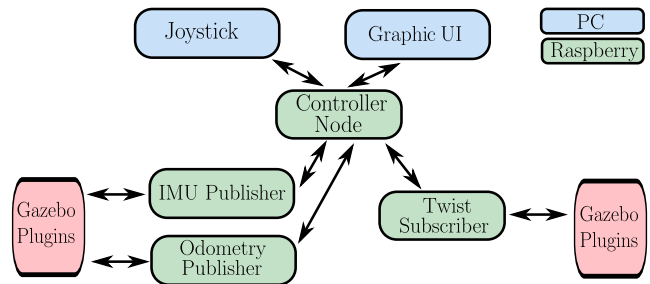 Joystick
Graphic UI
PC
Raspberry
Controller
Node
IMU Publisher
Gazebo
Plugins
Odometry
Publisher
Twist
Subscriber
Gazebo
Plugins